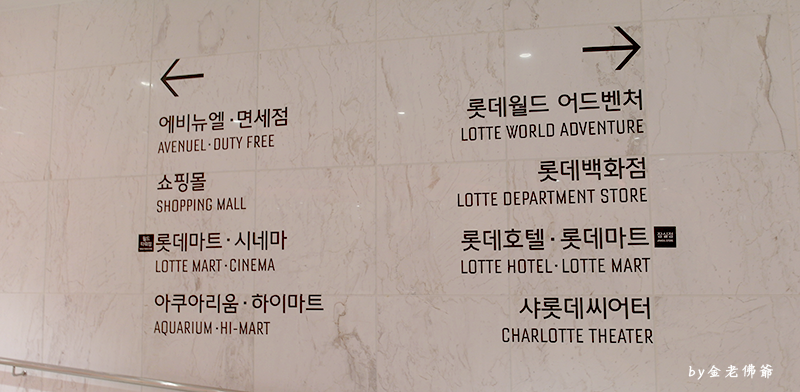 에비뉴엘·면세점
AVENUEL·DUTY FREE
쇼핑몰
SHOPPING MALL
롯데마트·시네마
LOTTE MART·CINEMA
아쿠아리움·하이마트
AQUARIUM·HI-MART
롯데월드 어드벤처
LOTTE WORLD ADVENTURE
롯데백화점
LOTTE DEPARTMENT STORE
롯데호텔·롯데마트 잠실점
LOTTE HOTEL·LOTTE MART
샤롯데씨어터
CHARLOTTE THEATER
by金老佛爺